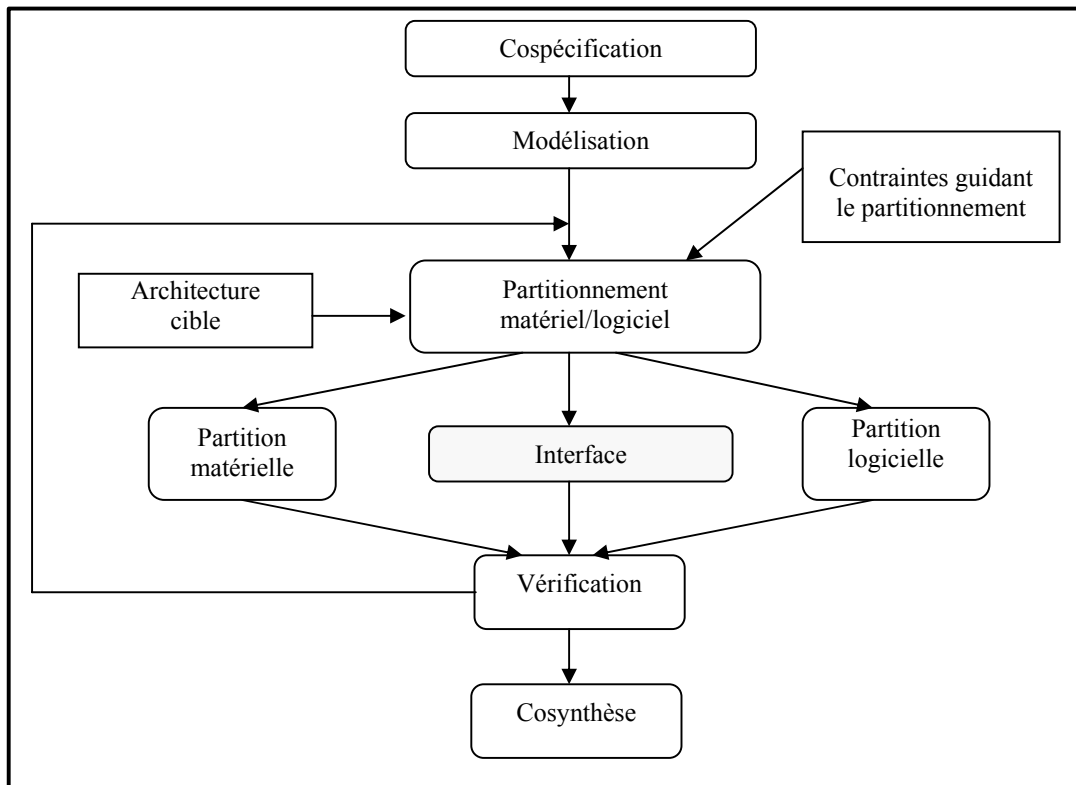 Cospécification
Modélisation
Contraintes guidant
le partitionnement
Architecture
cible
Partitionnement
matériel/logiciel
Partition
matérielle
Interface
Partition
logicielle
Vérification
Cosynthèse